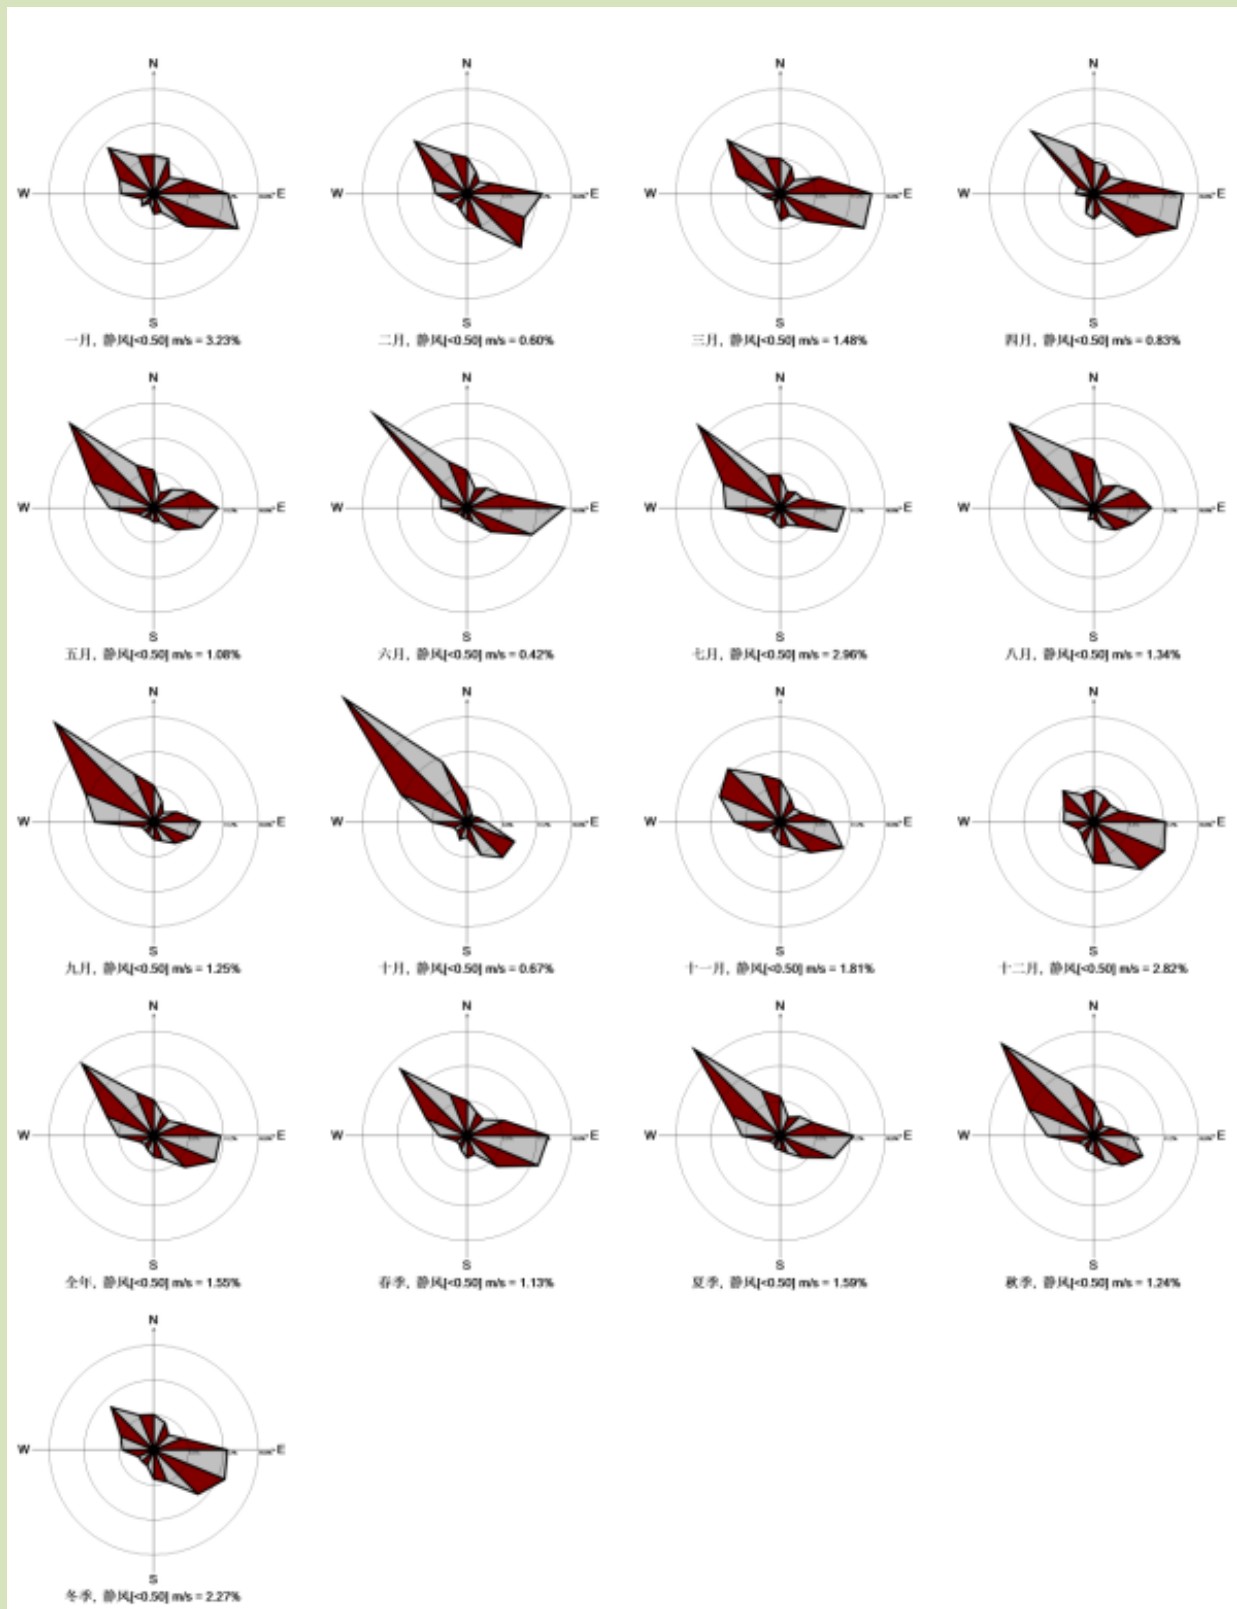 N N N N
W E W E W E W E
S S S S
一月, 静风[<0.50] m/s = 3.23% 二月, 静风[<0.50] m/s = 0.60% 三月, 静风[<0.50] m/s = 1.48% 四月, 静风[<0.50] m/s = 0.83%
N N N N
W E W E W E W E
S S S S
五月, 静风[<0.50] m/s = 1.08% 六月, 静风[<0.50] m/s = 0.42% 七月, 静风[<0.50] m/s = 2.96% 八月, 静风[<0.50] m/s = 1.34%
N N N N
W E W E W E W E
S S S S
九月, 静风[<0.50] m/s = 1.25% 十月, 静风[<0.50] m/s = 0.67% 十一月, 静风[<0.50] m/s = 1.81% 十二月, 静风[<0.50] m/s = 2.82%
N N N N
W E W E W E W E
S S S S
全年, 静风[<0.50] m/s = 1.55% 春季, 静风[<0.50] m/s = 1.13% 夏季, 静风[<0.50] m/s = 1.59% 秋季, 静风[<0.50] m/s = 1.24%
N
W E
S
冬季, 静风[<0.50] m/s = 2.27%